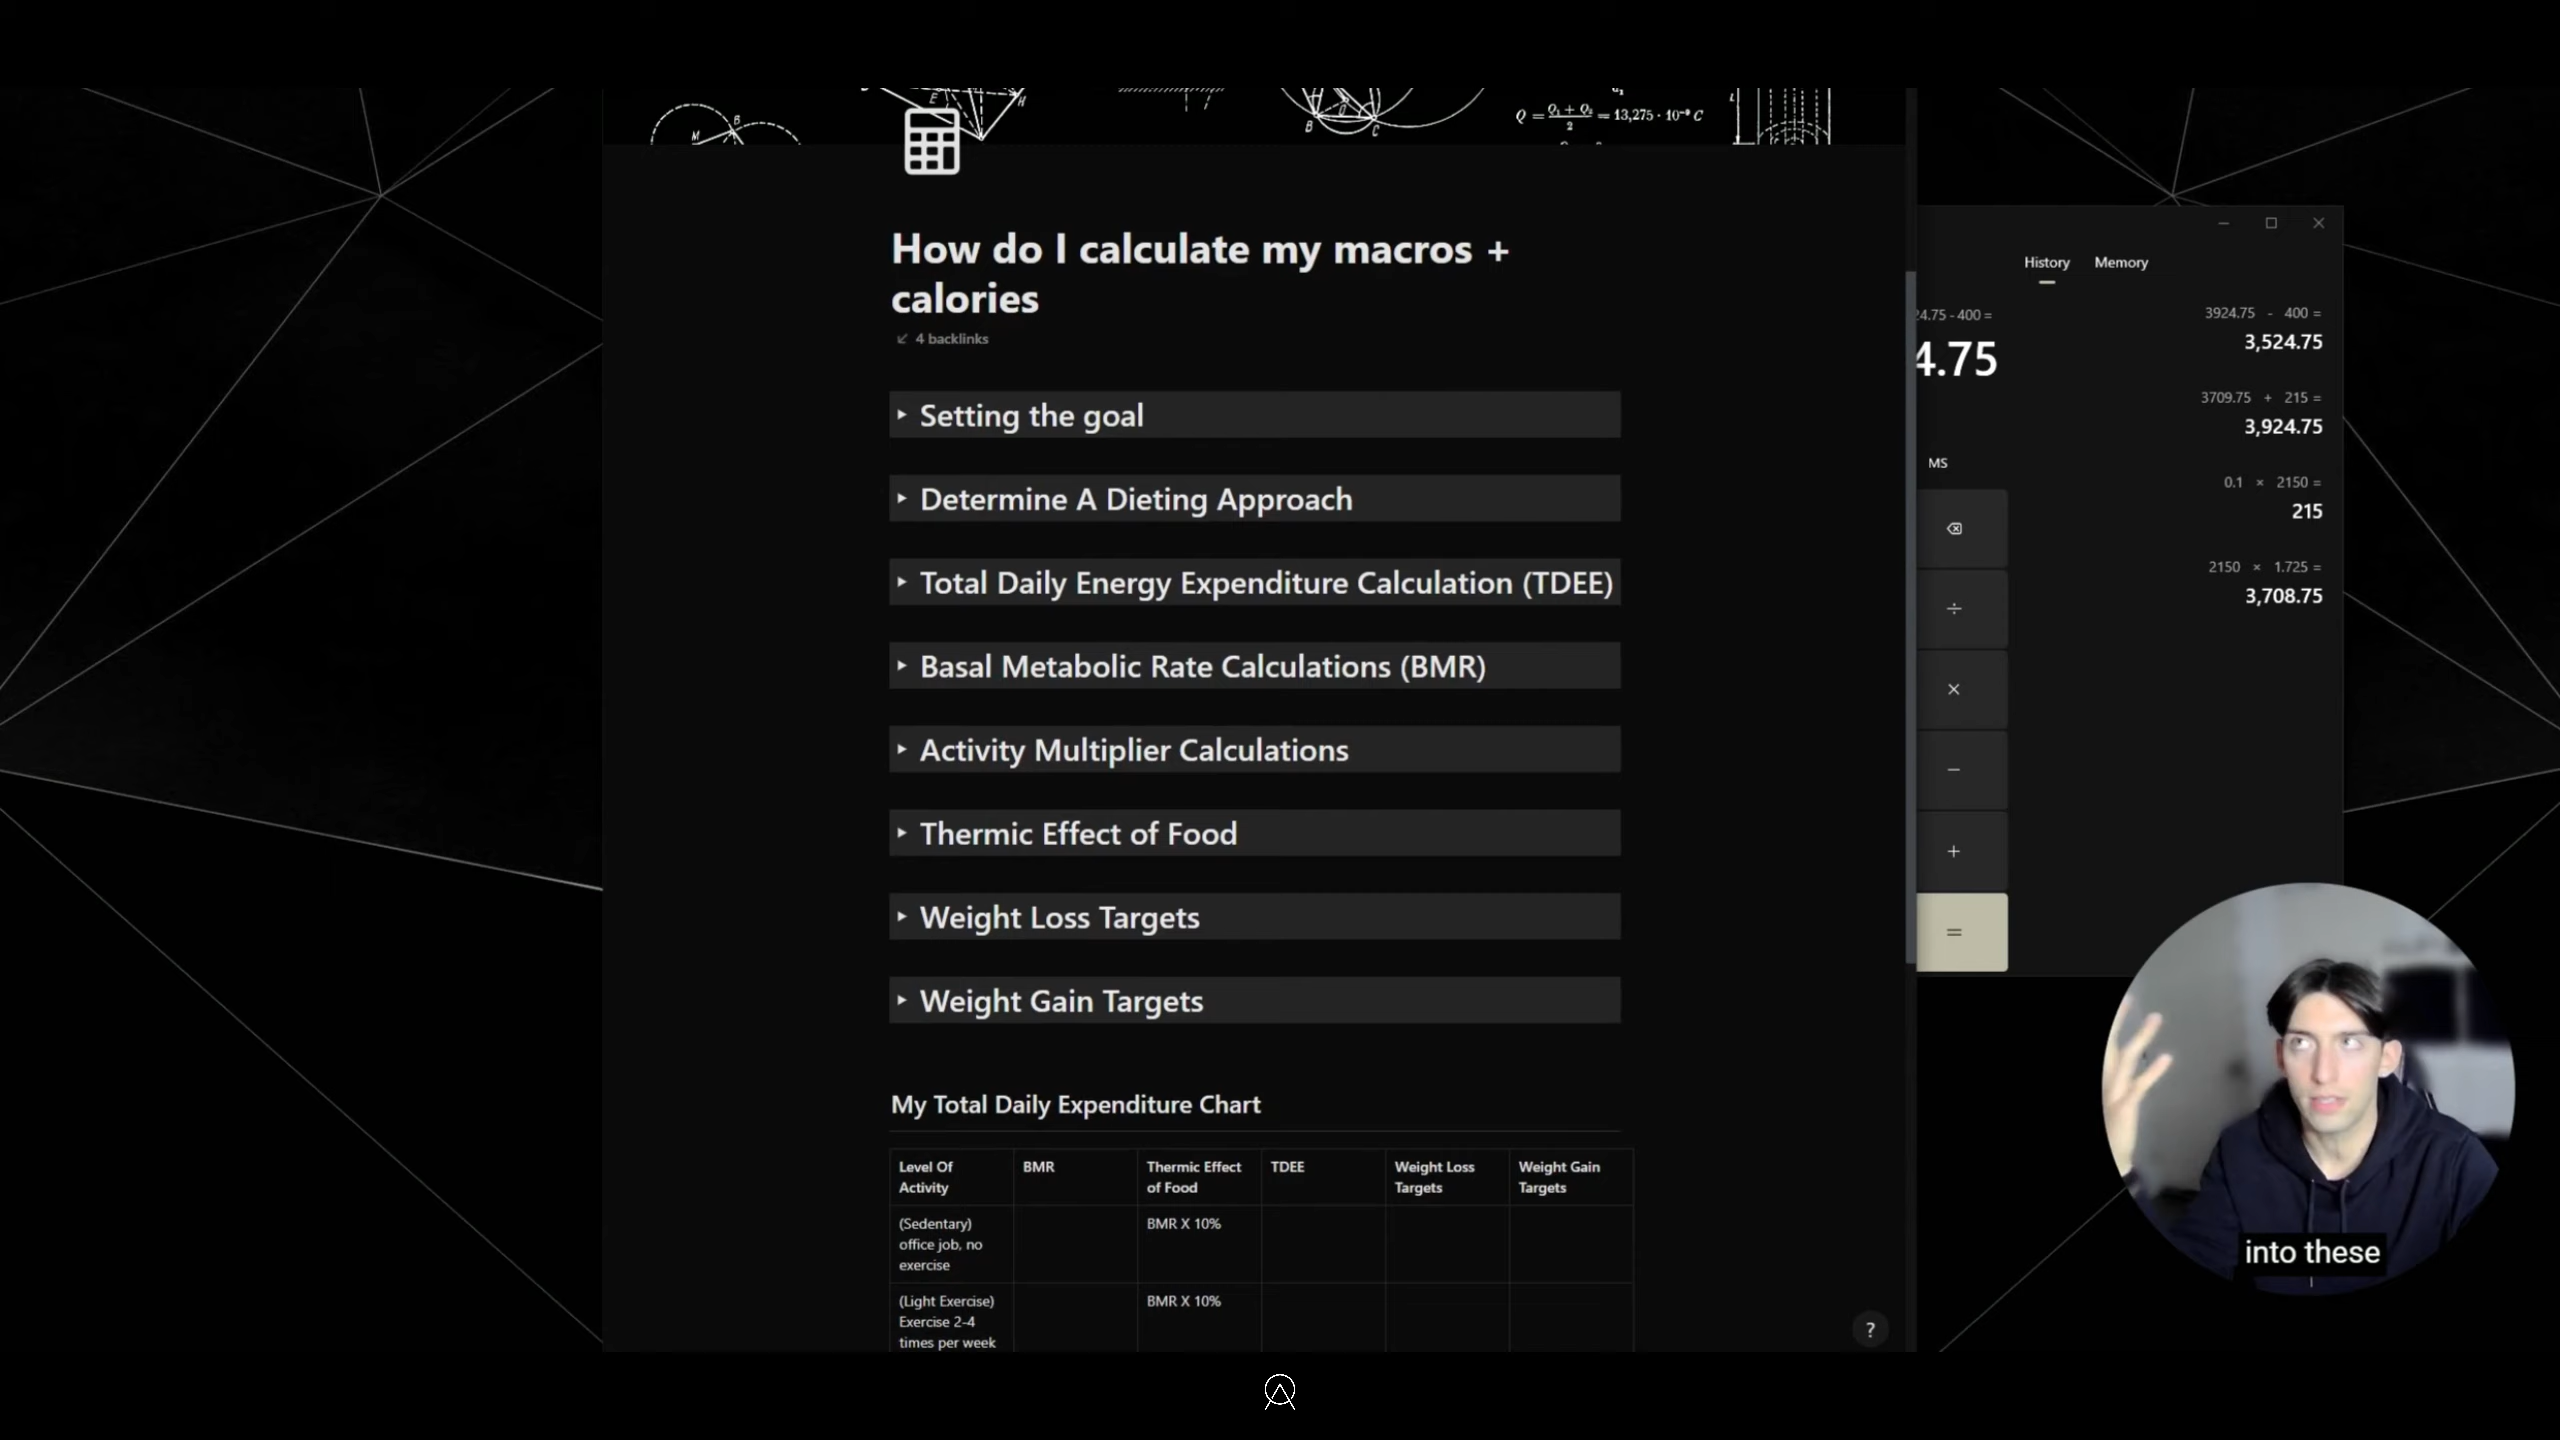 E
H
B
M
B
C
Q = Q₁ + Q₂ / 2 = 13,275 · 10⁻⁹ C
How do I calculate my macros +
calories
4 backlinks
Setting the goal
Determine A Dieting Approach
Total Daily Energy Expenditure Calculation (TDEE)
Basal Metabolic Rate Calculations (BMR)
Activity Multiplier Calculations
Thermic Effect of Food
Weight Loss Targets
Weight Gain Targets
My Total Daily Expenditure Chart
Level Of Activity BMR Thermic Effect of Food TDEE Weight Loss Targets Weight Gain Targets
(Sedentary) BMR X 10%
office job, no
exercise
(Light Exercise) BMR X 10%
Exercise 2-4
times per week
?
History Memory
4.75 - 400 =
4.75
MS
÷
×
−
+
=
3924.75 - 400 =
3,524.75
3709.75 + 215 =
3,924.75
0.1 × 2150 =
215
2150 × 1.725 =
3,708.75
into these